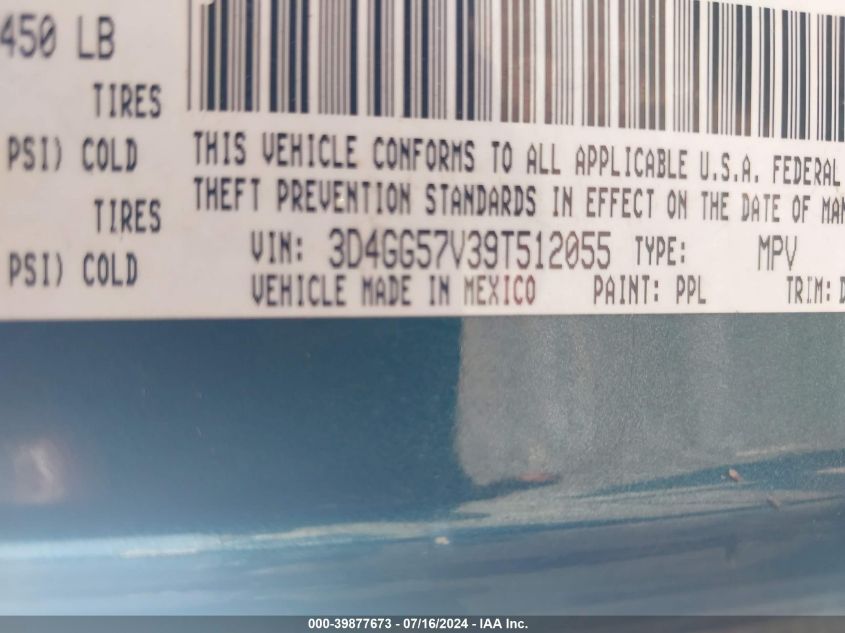 450 LB
TIRES
PSI) COLD
TIRES
PSI) COLD
THIS VEHICLE CONFORMS TO ALL APPLICABLE U.S.A. FEDERAL
THEFT PREVENTION STANDARDS IN EFFECT ON THE DATE OF MAN
VIN: 3D4GG57V39T512055 TYPE: MPV
VEHICLE MADE IN MEXICO PAINT: PPL TRIM: D
000-39877673 - 07/16/2024 - IAA Inc.